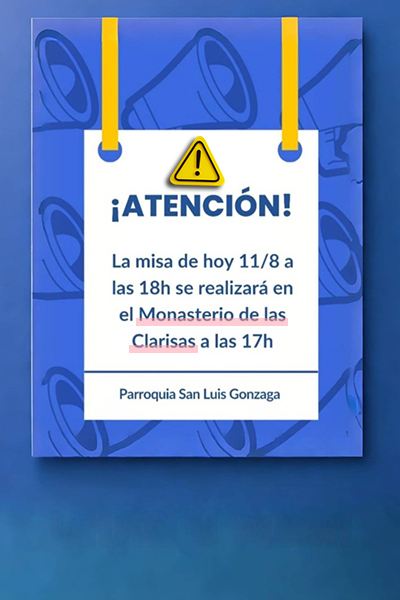 ¡ATENCIÓN!
La misa de hoy 11/8 a
las 18h se realizará en
el Monasterio de las
Clarisas a las 17h
Parroquia San Luis Gonzaga